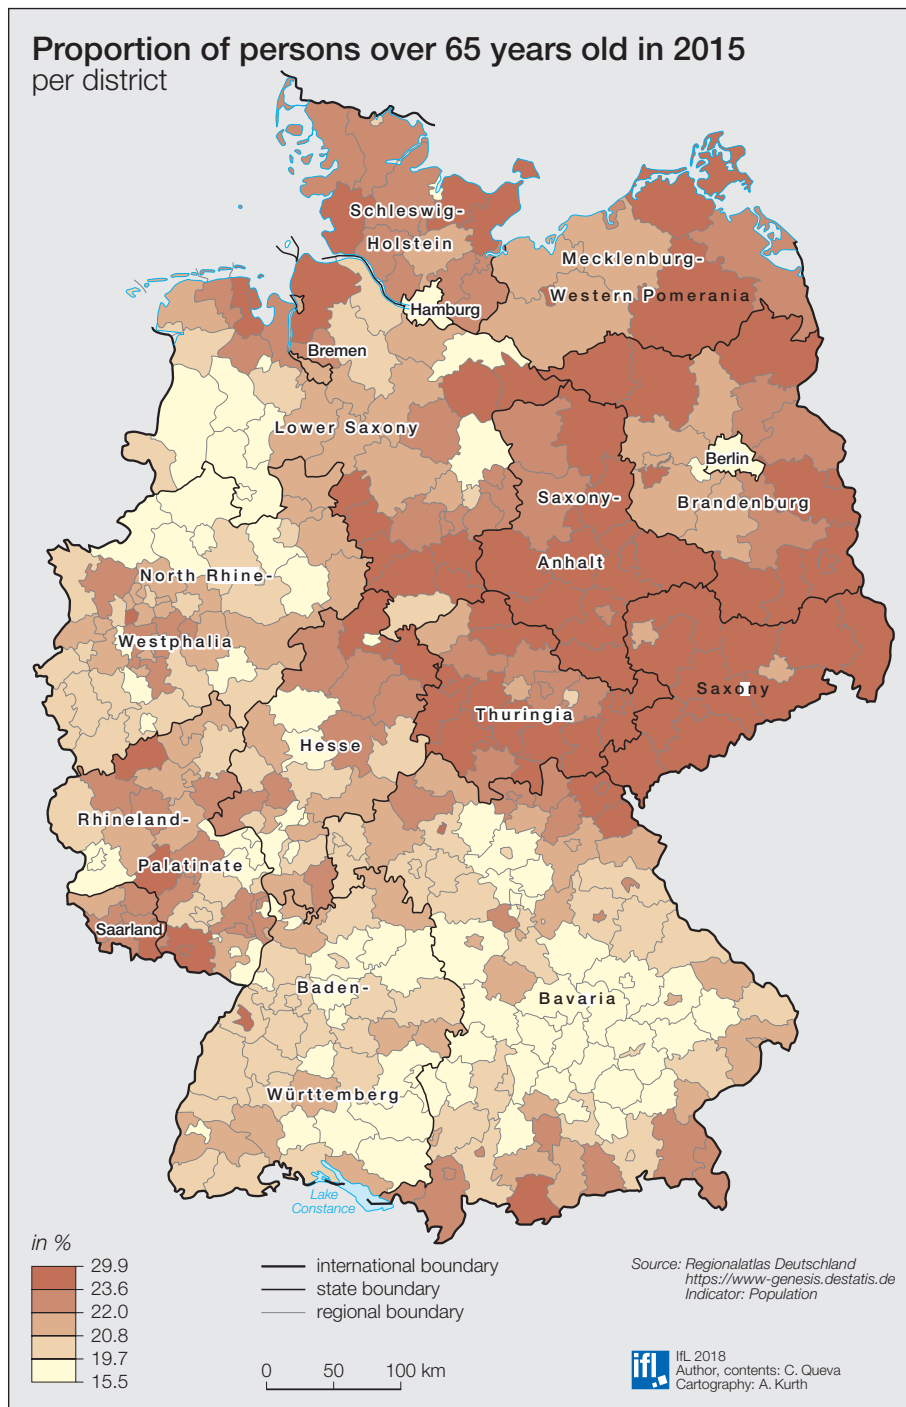 Proportion of persons over 65 years old in 2015
per district
Schleswig-
Holstein
Mecklenburg-
Western Pomerania
Hamburg
Bremen
Lower Saxony
Berlin
Brandenburg
Saxony-
Anhalt
North Rhine-
Westphalia
Saxony
Thuringia
Hesse
Rhineland-
Palatinate
Saarland
Baden-
Württemberg
Bavaria
Lake
Constance
in %
29.9
23.6
22.0
20.8
19.7
15.5
international boundary
state boundary
regional boundary
0 50 100 km
Source: Regionalatlas Deutschland
https://www-genesis.destatis.de
Indicator: Population
ifl
IfL 2018
Author, contents: C. Queva
Cartography: A. Kurth